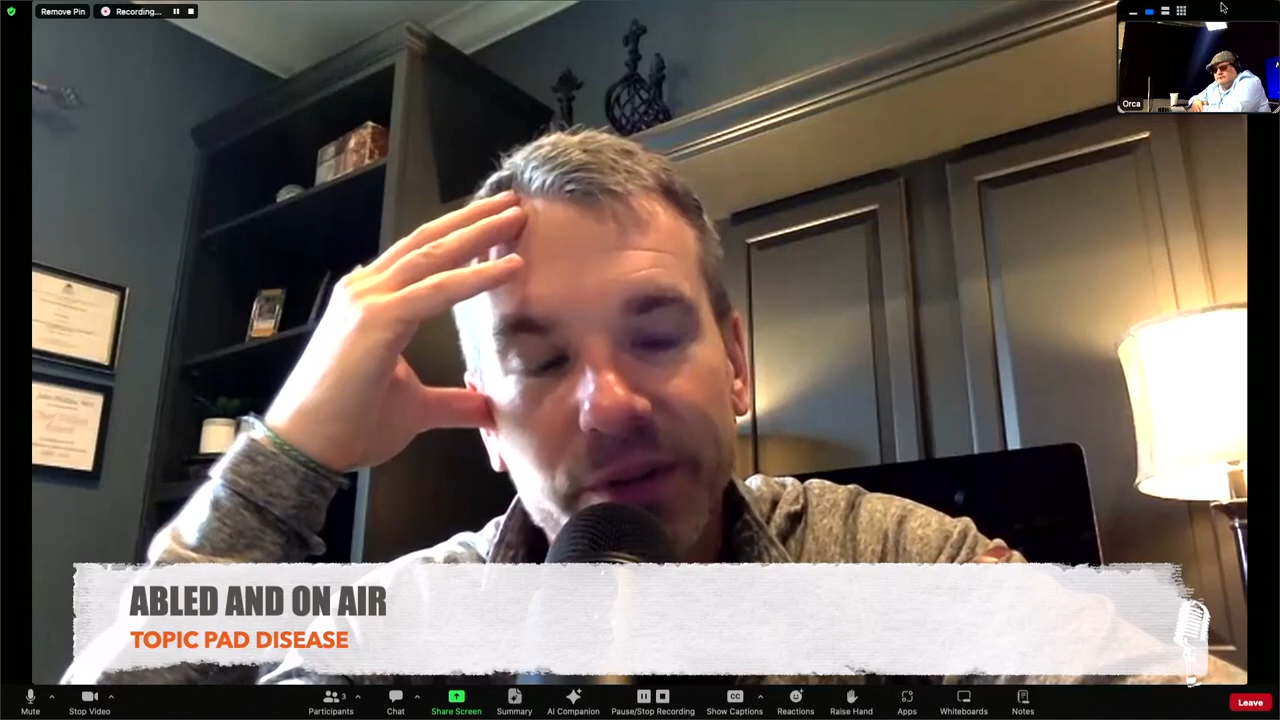 Remove Pin
Recording...
Orca
ABLED AND ON AIR
TOPIC PAD DISEASE
Mute
Stop Video
Participants
3
Chat
Share Screen
Summary
AI Companion
Pause/Stop Recording
CC
Show Captions
Reactions
Raise Hand
Apps
Whiteboards
Notes
Leave